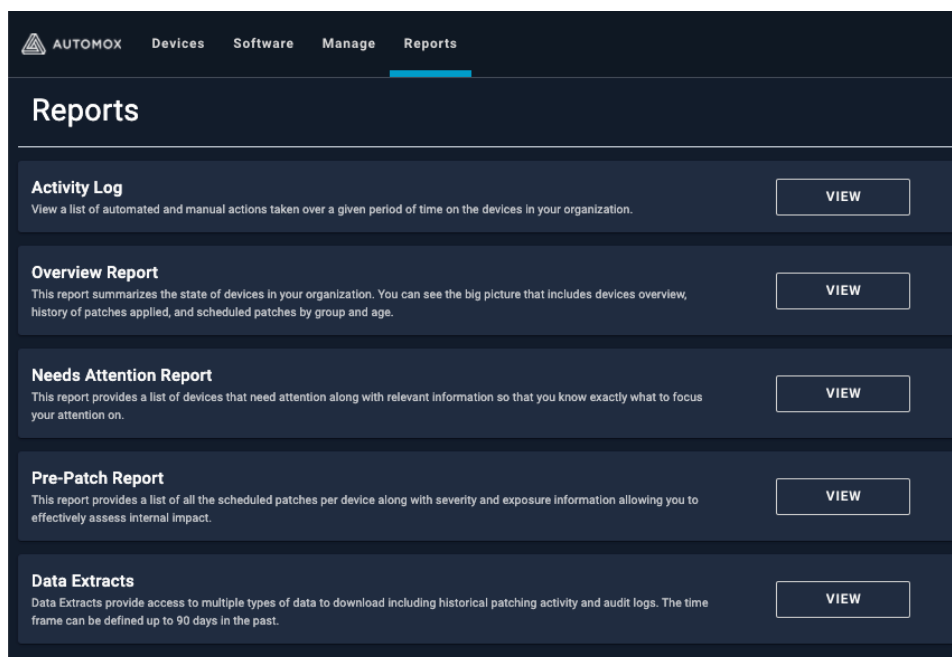 AUTOMOX Devices Software Manage Reports
Reports
Activity Log
View a list of automated and manual actions taken over a given period of time on the devices in your organization.
VIEW
Overview Report
This report summarizes the state of devices in your organization. You can see the big picture that includes devices overview,
history of patches applied, and scheduled patches by group and age.
VIEW
Needs Attention Report
This report provides a list of devices that need attention along with relevant information so that you know exactly what to focus
your attention on.
VIEW
Pre-Patch Report
This report provides a list of all the scheduled patches per device along with severity and exposure information allowing you to
effectively assess internal impact.
VIEW
Data Extracts
Data Extracts provide access to multiple types of data to download including historical patching activity and audit logs. The time
frame can be defined up to 90 days in the past.
VIEW